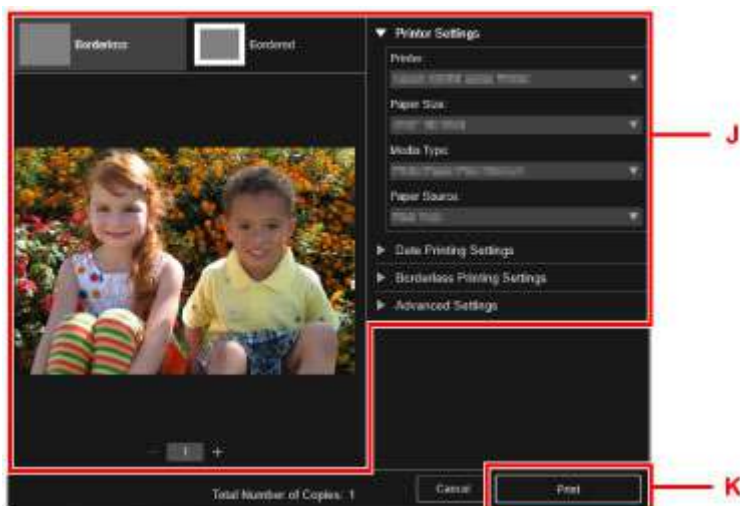 Borderless
Bordered
Printer Settings
Printer:
Paper Size:
Media Type:
Paper Source:
Date Printing Settings
Borderless Printing Settings
Advanced Settings
J
- 1 +
Total Number of Copies: 1
Cancel
Print
K